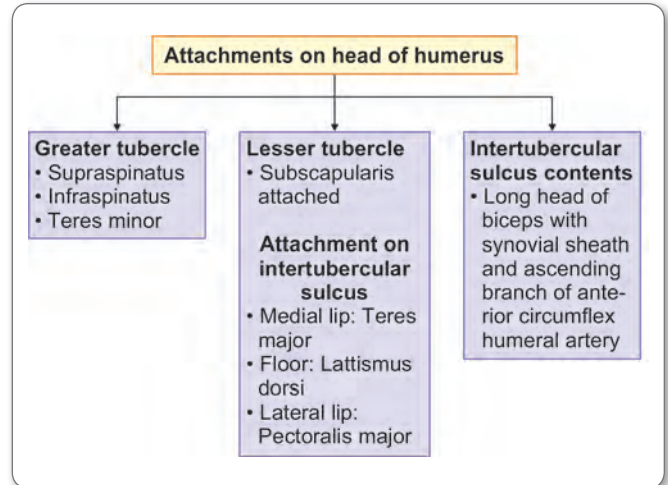 Attachments on head of humerus
Greater tubercle
• Supraspinatus
• Infraspinatus
• Teres minor
Lesser tubercle
• Subscapularis
attached
Attachment on
intertubercular
sulcus
• Medial lip: Teres
major
• Floor: Lattismus
dorsi
• Lateral lip:
Pectoralis major
Intertubercular
sulcus contents
• Long head of
biceps with
synovial sheath
and ascending
branch of ante-
rior circumflex
humeral artery